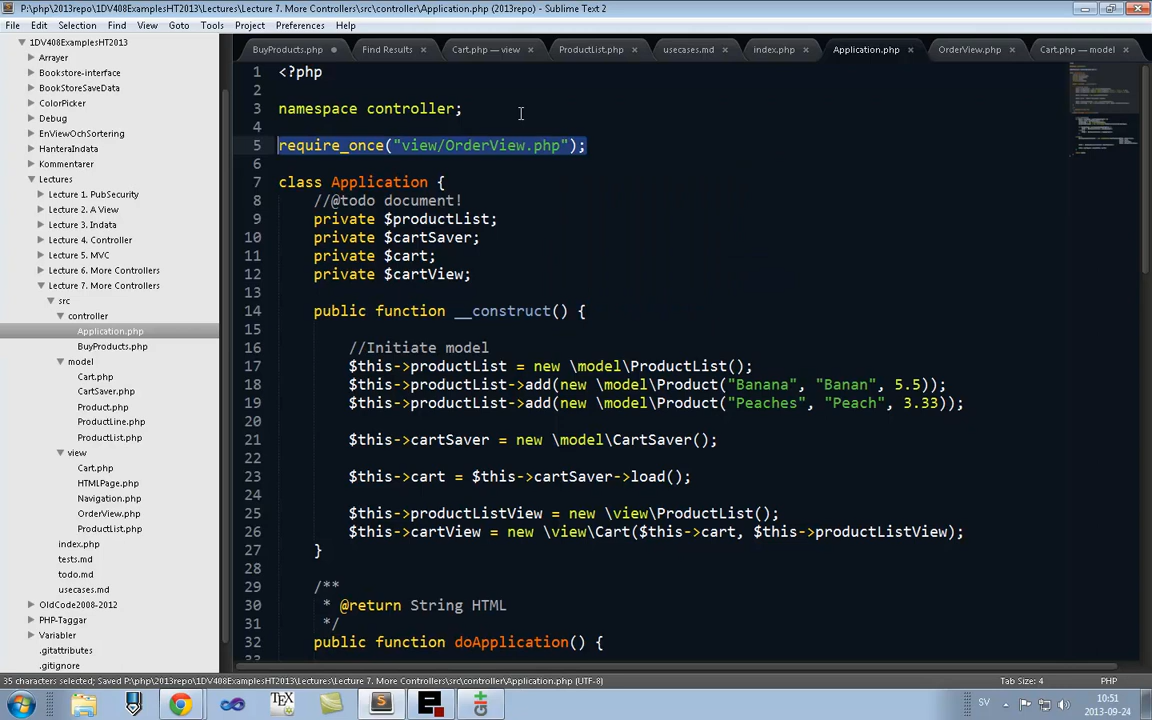 P:\php\2013repo\1DV408ExamplesHT2013\Lectures\Lecture 7. More Controllers\src\controller\Application.php (2013repo) - Sublime Text 2
File Edit Selection Find View Goto Tools Project Preferences Help
BuyProducts.php Find Results Cart.php — view ProductList.php usecases.md index.php Application.php OrderView.php Cart.php — model
1DV408ExamplesHT2013
Arrayer
Bookstore-interface
BookStoreSaveData
ColorPicker
Debug
EnViewOchSortering
HanteraIndata
Kommentarer
Lectures
Lecture 1. PubSecurity
Lecture 2. A View
Lecture 3. Indata
Lecture 4. Controller
Lecture 5. MVC
Lecture 6. More Controllers
Lecture 7. More Controllers
src
controller
Application.php
BuyProducts.php
model
Cart.php
CartSaver.php
Product.php
ProductLine.php
ProductList.php
view
Cart.php
HTMLPage.php
Navigation.php
OrderView.php
ProductList.php
index.php
tests.md
todo.md
usecases.md
OldCode2008-2012
PHP-Taggar
Variabler
.gitattributes
.gitignore
1 <?php
2
3 namespace controller;
4
5 require_once("view/OrderView.php");
6
7 class Application {
8 //@todo document!
9 private $productList;
10 private $cartSaver;
11 private $cart;
12 private $cartView;
13
14 public function __construct() {
15
16 //Initiate model
17 $this->productList = new \model\ProductList();
18 $this->productList->add(new \model\Product("Banana", "Banan", 5.5));
19 $this->productList->add(new \model\Product("Peaches", "Peach", 3.33));
20
21 $this->cartSaver = new \model\CartSaver();
22
23 $this->cart = $this->cartSaver->load();
24
25 $this->productListView = new \view\ProductList();
26 $this->cartView = new \view\Cart($this->cart, $this->productListView);
27 }
28
29 /**
30 * @return String HTML
31 */
32 public function doApplication() {
35 characters selected; Saved P:\php\2013repo\1DV408ExamplesHT2013\Lectures\Lecture 7. More Controllers\src\controller\Application.php (UTF-8) Tab Size: 4 PHP
SV 10:51
2013-09-24